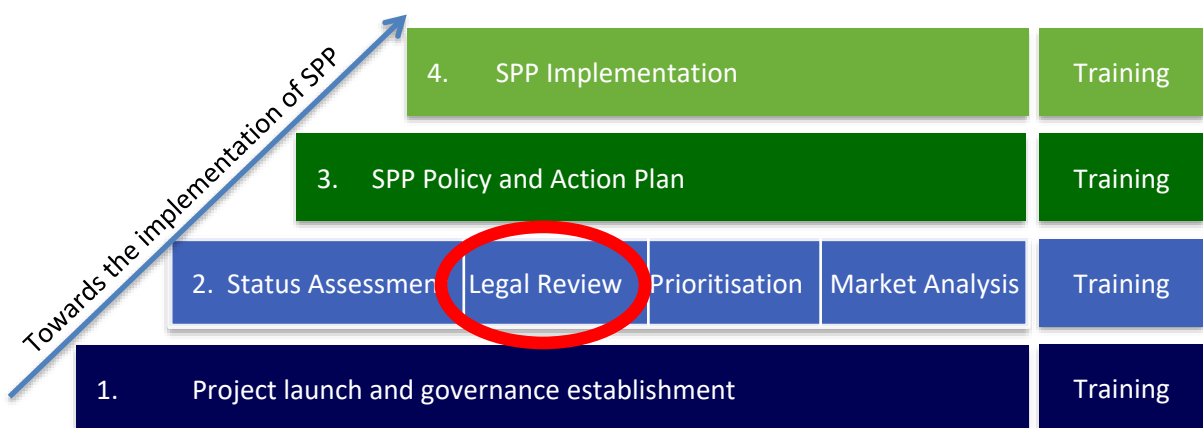 Towards the implementation of SPP
4. SPP Implementation Training
3. SPP Policy and Action Plan Training
2. Status Assessmen Legal Review Prioritisation Market Analysis Training
1. Project launch and governance establishment Training